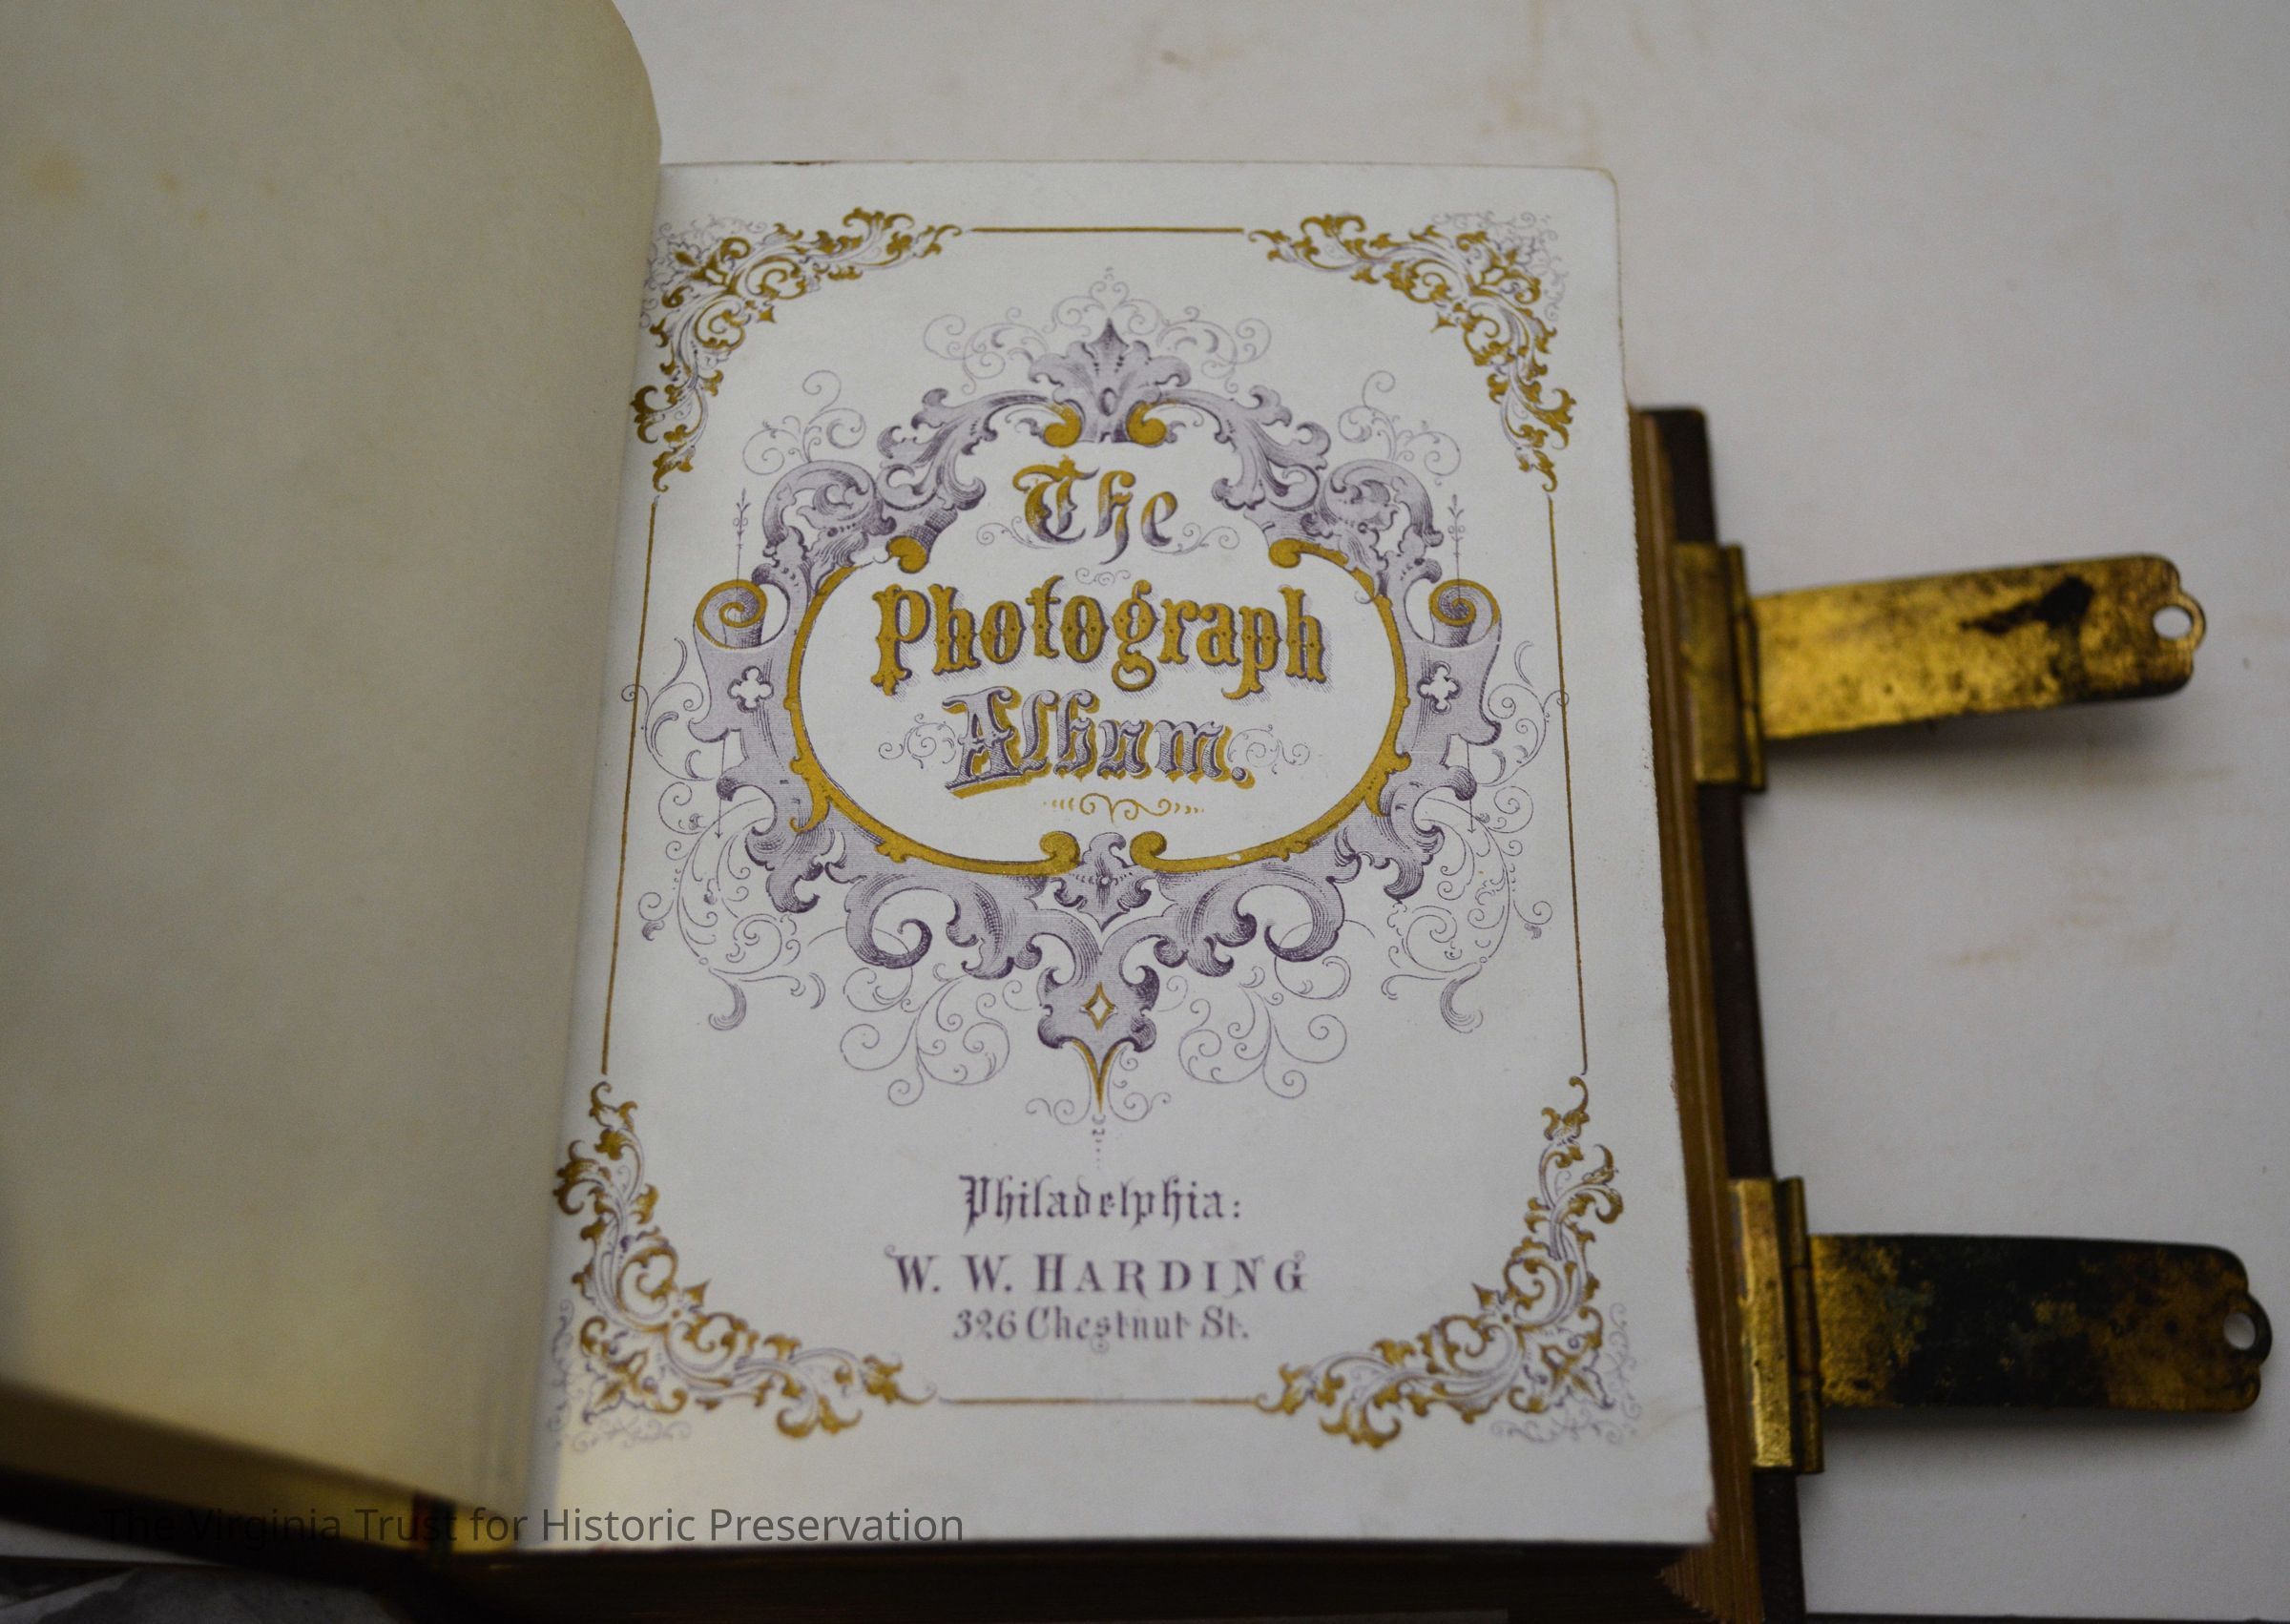 The
Photograph
Album.
Philadelphia:
W. W. HARDING
326 Chestnut St.
The Virginia Trust for Historic Preservation